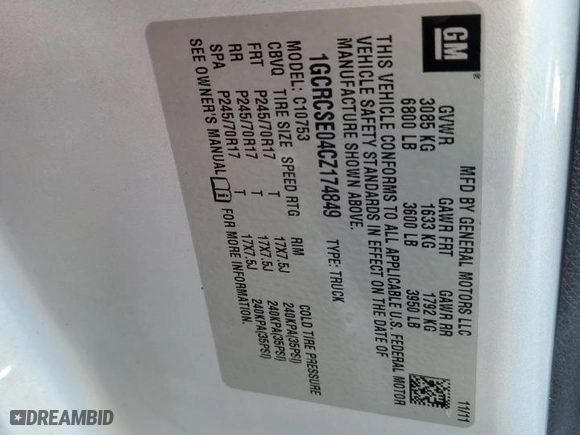 GM®
MFD BY GENERAL MOTORS LLC 11/11
GVWR GAWR FRT GAWR RR
3085 KG 1633 KG 1792 KG
6800 LB 3600 LB 3950 LB
THIS VEHICLE CONFORMS TO ALL APPLICABLE U.S. FEDERAL MOTOR
VEHICLE SAFETY STANDARDS IN EFFECT ON THE DATE OF
MANUFACTURE SHOWN ABOVE.
1GCRCSE04CZ174849 TYPE: TRUCK
MODEL: C10753
CBVQ TIRE SIZE SPEED RTG RIM COLD TIRE PRESSURE
FRT P245/70R17 T 17X7.5J 240KPA(35PSI)
RR P245/70R17 T 17X7.5J 240KPA(35PSI)
SPA P245/70R17 T 17X7.5J 240KPA(35PSI)
SEE OWNER'S MANUAL FOR MORE INFORMATION.
DREAMBID